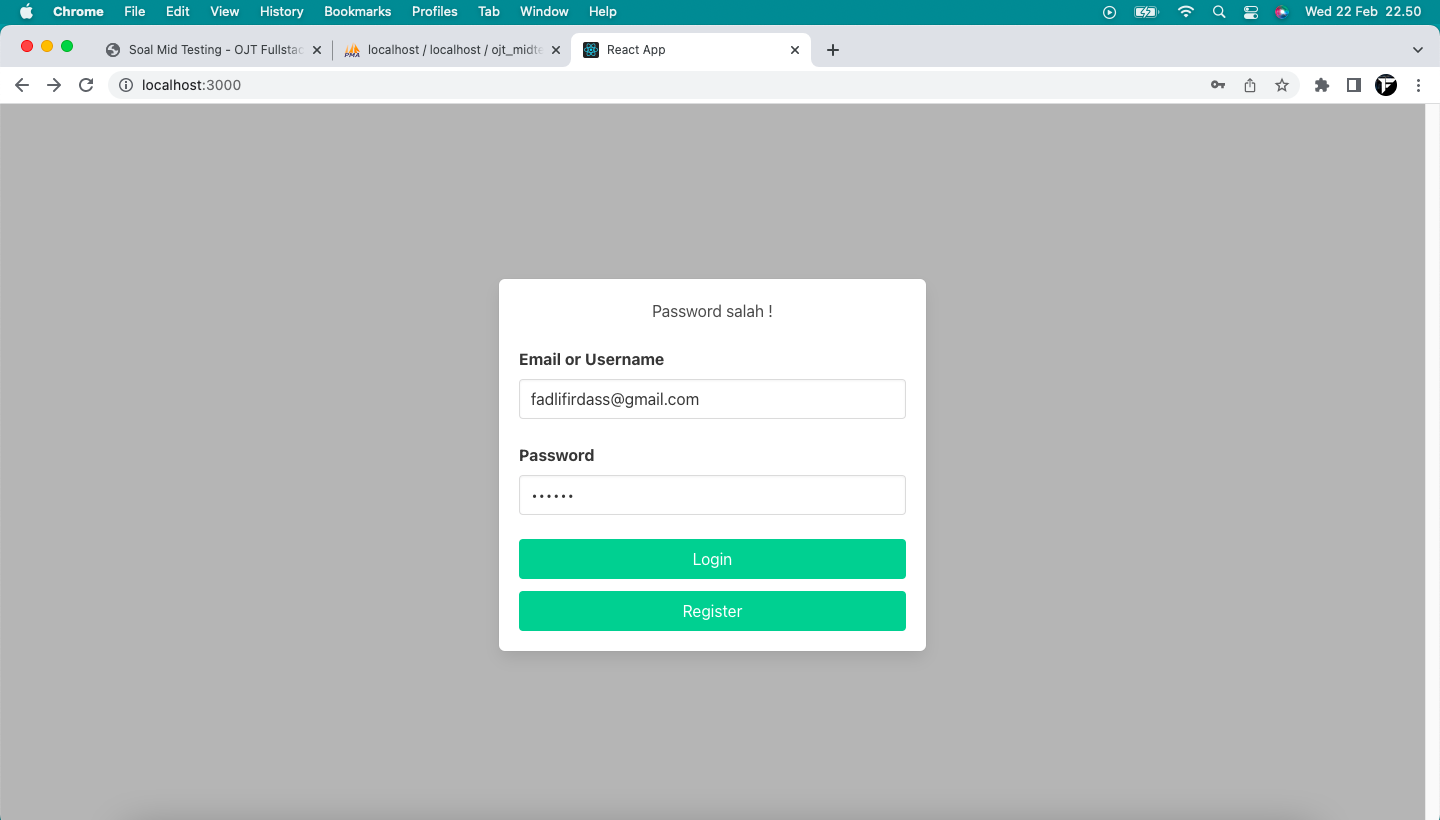 Chrome File Edit View History Bookmarks Profiles Tab Window Help Wed 22 Feb 22.50
Soal Mid Testing - OJT Fullstac localhost / localhost / ojt_midte React App
localhost:3000
Password salah !
Email or Username
fadlifirdass@gmail.com
Password
••••••
Login
Register